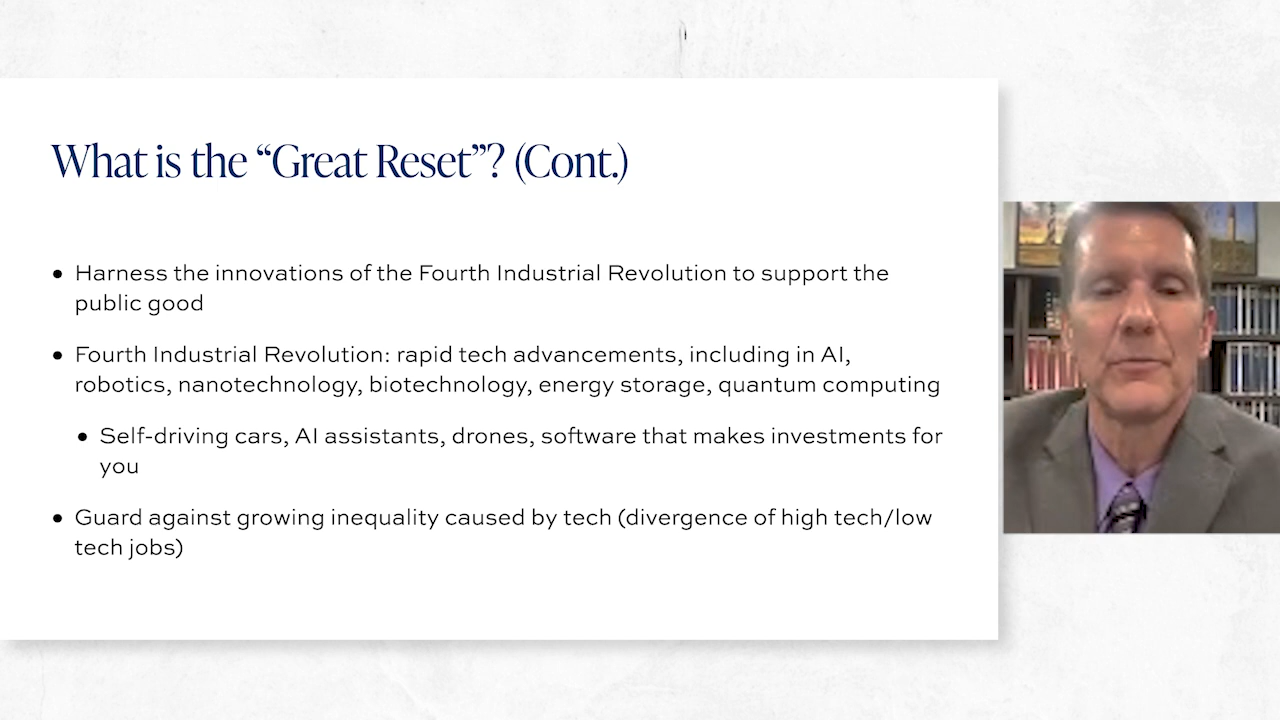 What is the “Great Reset”? (Cont.)
● Harness the innovations of the Fourth Industrial Revolution to support the
public good
● Fourth Industrial Revolution: rapid tech advancements, including in AI,
robotics, nanotechnology, biotechnology, energy storage, quantum computing
● Self-driving cars, AI assistants, drones, software that makes investments for
you
● Guard against growing inequality caused by tech (divergence of high tech/low
tech jobs)